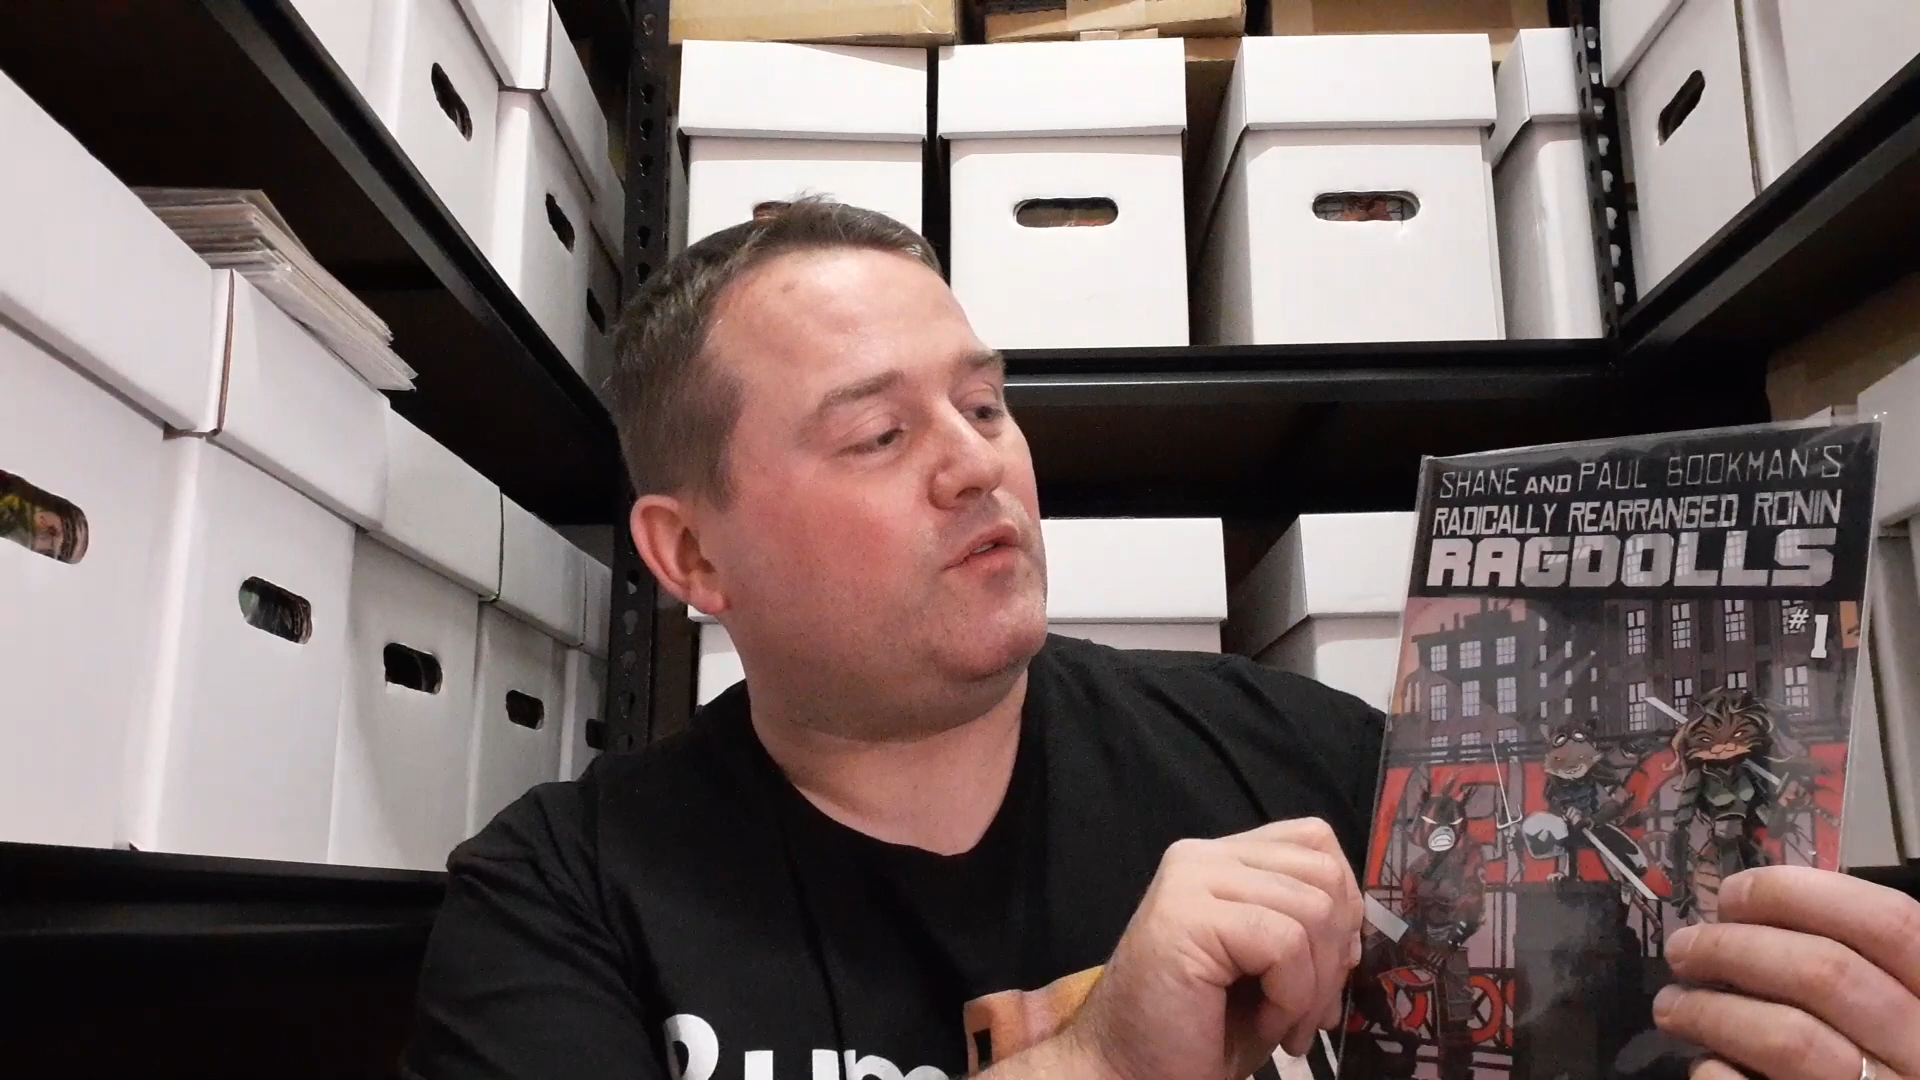 SHANE AND PAUL BOOKMAN'S
RADICALLY REARRANGED RONIN
RAGDOLLS
#1